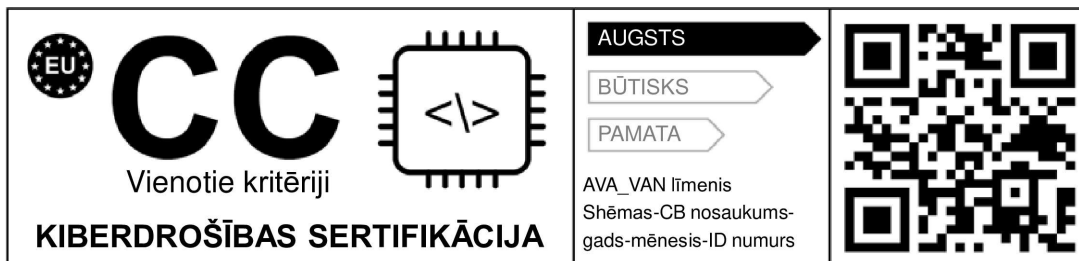 EU
CC
<\>
Vienotie kritēriji
KIBERDROŠĪBAS SERTIFIKĀCIJA
AUGSTS
BŪTISKS
PAMATA
AVA_VAN līmenis
Shēmas-CB nosaukums-
gads-mēnesis-ID numurs